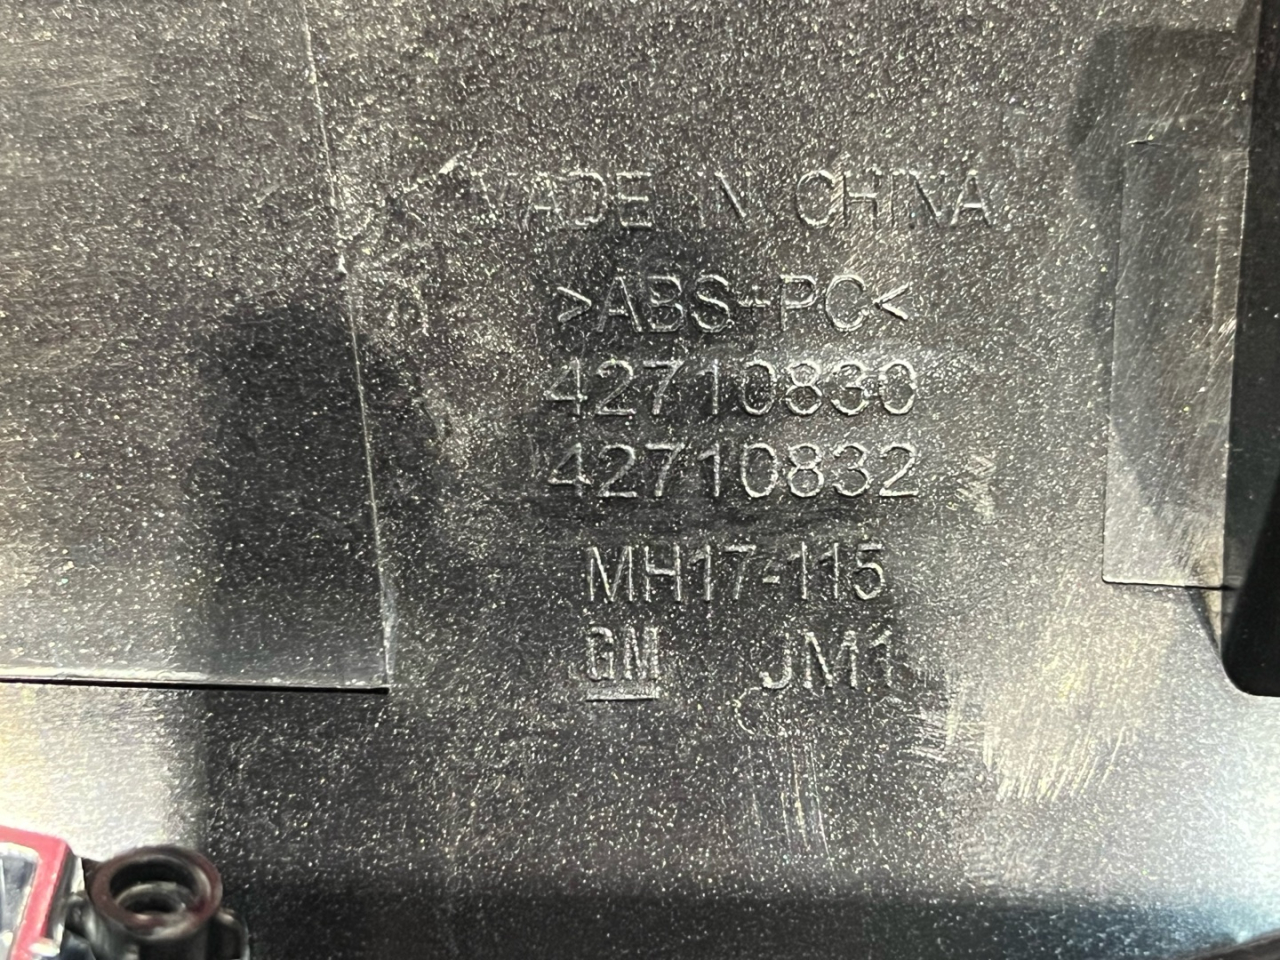 MADE IN CHINA
>ABS-PC<
42710830
42710832 >
MH17-115
GM JM1